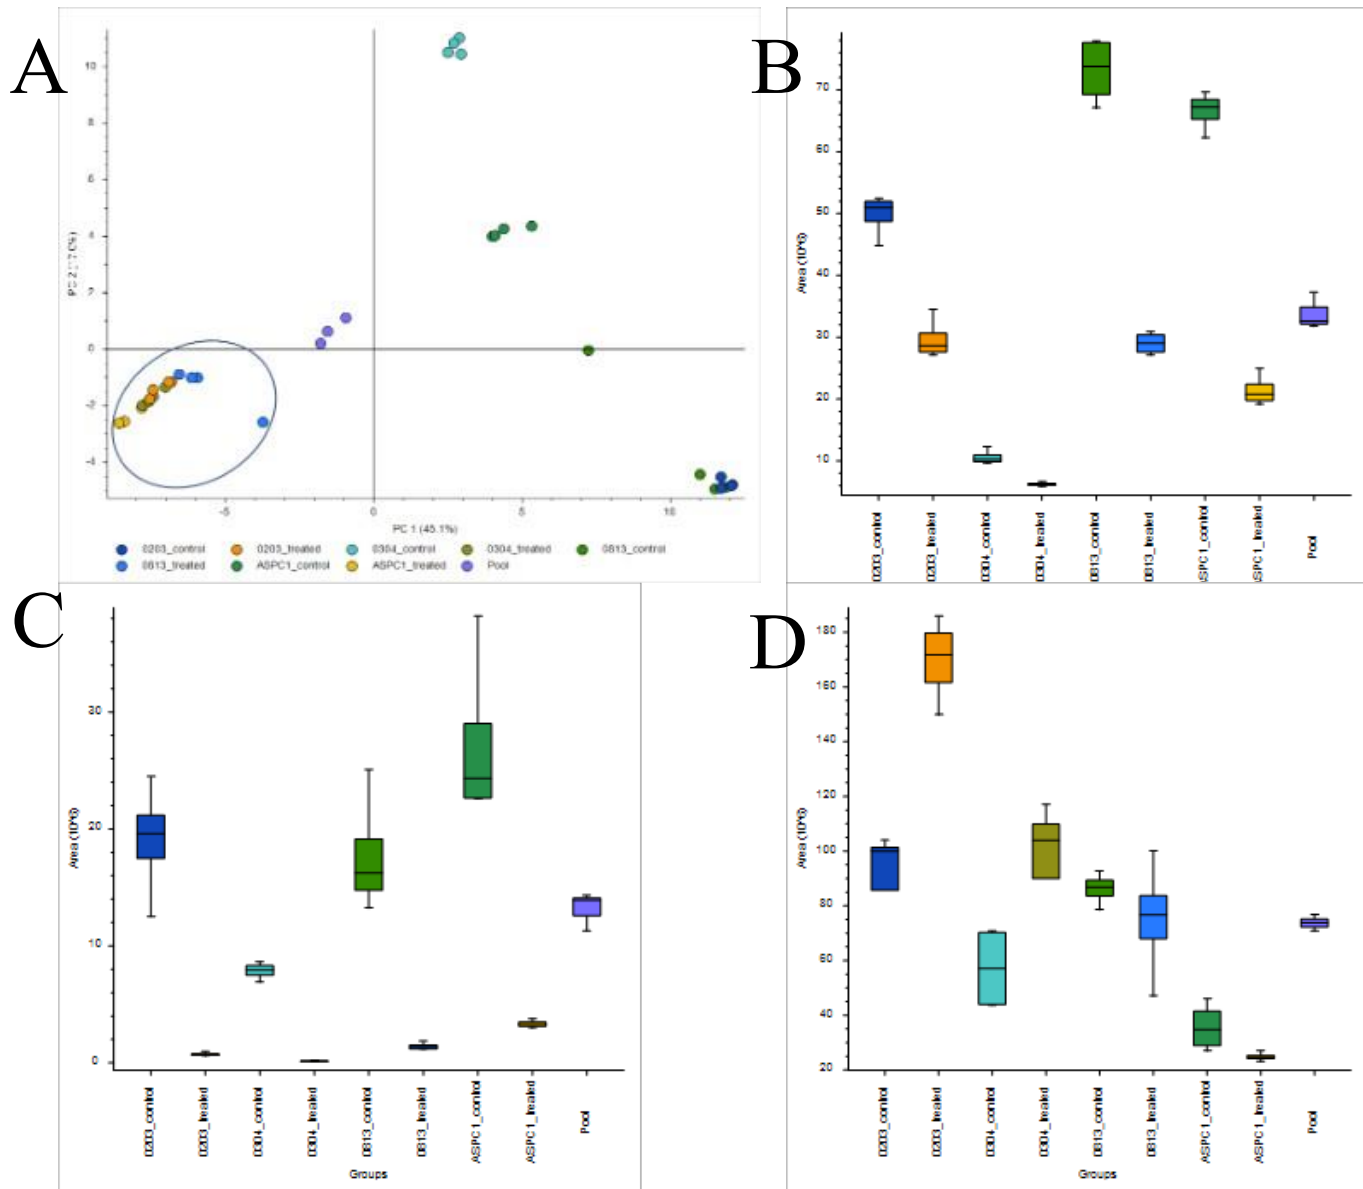 A
10
8
6
4
2
0
-2
-4
-5
0
5
10
PC 1 (45.1%)
0203_control
0203_treated
0304_control
0304_treated
0813_control
0813_treated
ASPC1_control
ASPC1_treated
Pool
B
Area (10^6)
70
60
50
40
30
20
10
0203_control
0203_treated
0304_control
0304_treated
0813_control
0813_treated
ASPC1_control
ASPC1_treated
Pool
C
Area (10^6)
30
20
10
0
0203_control
0203_treated
0304_control
0304_treated
0813_control
0813_treated
ASPC1_control
ASPC1_treated
Pool
Groups
D
Area (10^6)
180
160
140
120
100
80
60
40
20
0203_control
0203_treated
0304_control
0304_treated
0813_control
0813_treated
ASPC1_control
ASPC1_treated
Pool
Groups